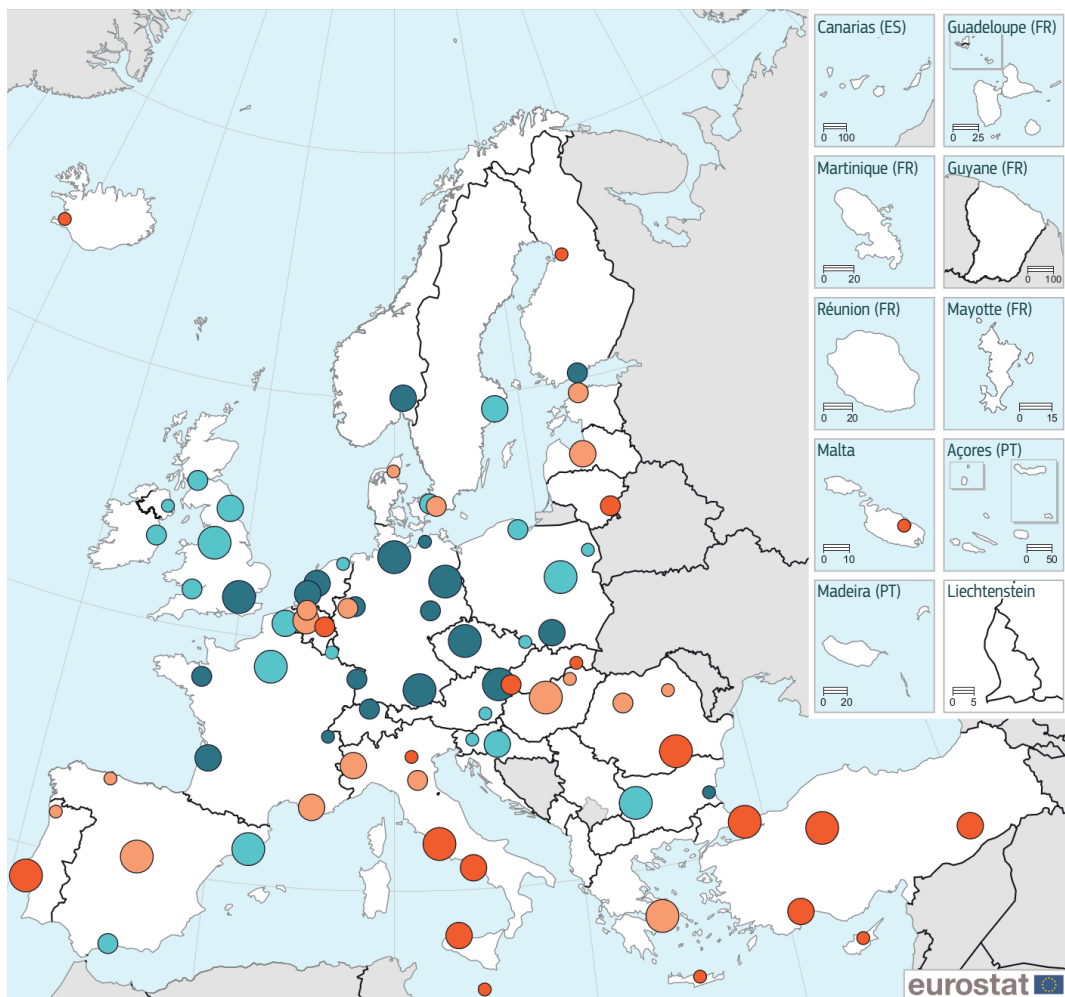 Canarias (ES)
0 100
Guadeloupe (FR)
0 25
Martinique (FR)
0 20
Guyane (FR)
0 100
Réunion (FR)
0 20
Mayotte (FR)
0 15
Malta
0 10
Açores (PT)
0 50
Madeira (PT)
0 20
Liechtenstein
0 5
eurostat